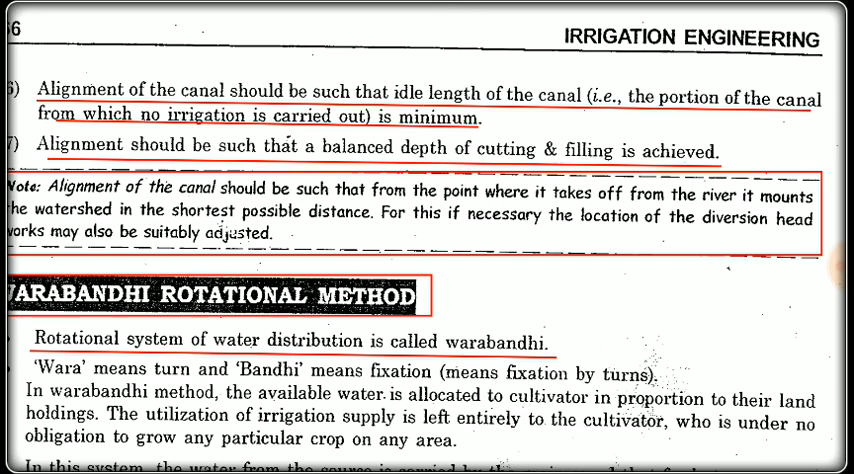 66
IRRIGATION ENGINEERING
6) Alignment of the canal should be such that idle length of the canal (i.e., the portion of the canal
from which no irrigation is carried out) is minimum.
7) Alignment should be such that a balanced depth of cutting & filling is achieved.
Note: Alignment of the canal should be such that from the point where it takes off from the river it mounts
the watershed in the shortest possible distance. For this if necessary the location of the diversion head
works may also be suitably adjusted.
WARABANDHI ROTATIONAL METHOD
Rotational system of water distribution is called warabandhi.
'Wara' means turn and 'Bandhi' means fixation (means fixation by turns).
In warabandhi method, the available water is allocated to cultivator in proportion to their land
holdings. The utilization of irrigation supply is left entirely to the cultivator, who is under no
obligation to grow any particular crop on any area.
In this system, the water from the source is carried by the